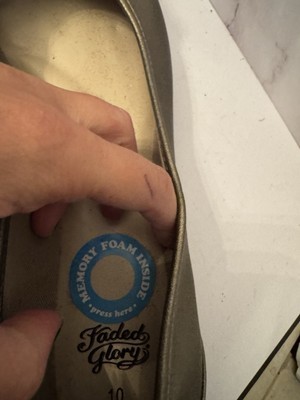 MEMORY FOAM INSIDE
• press here •
Faded
Glory
10